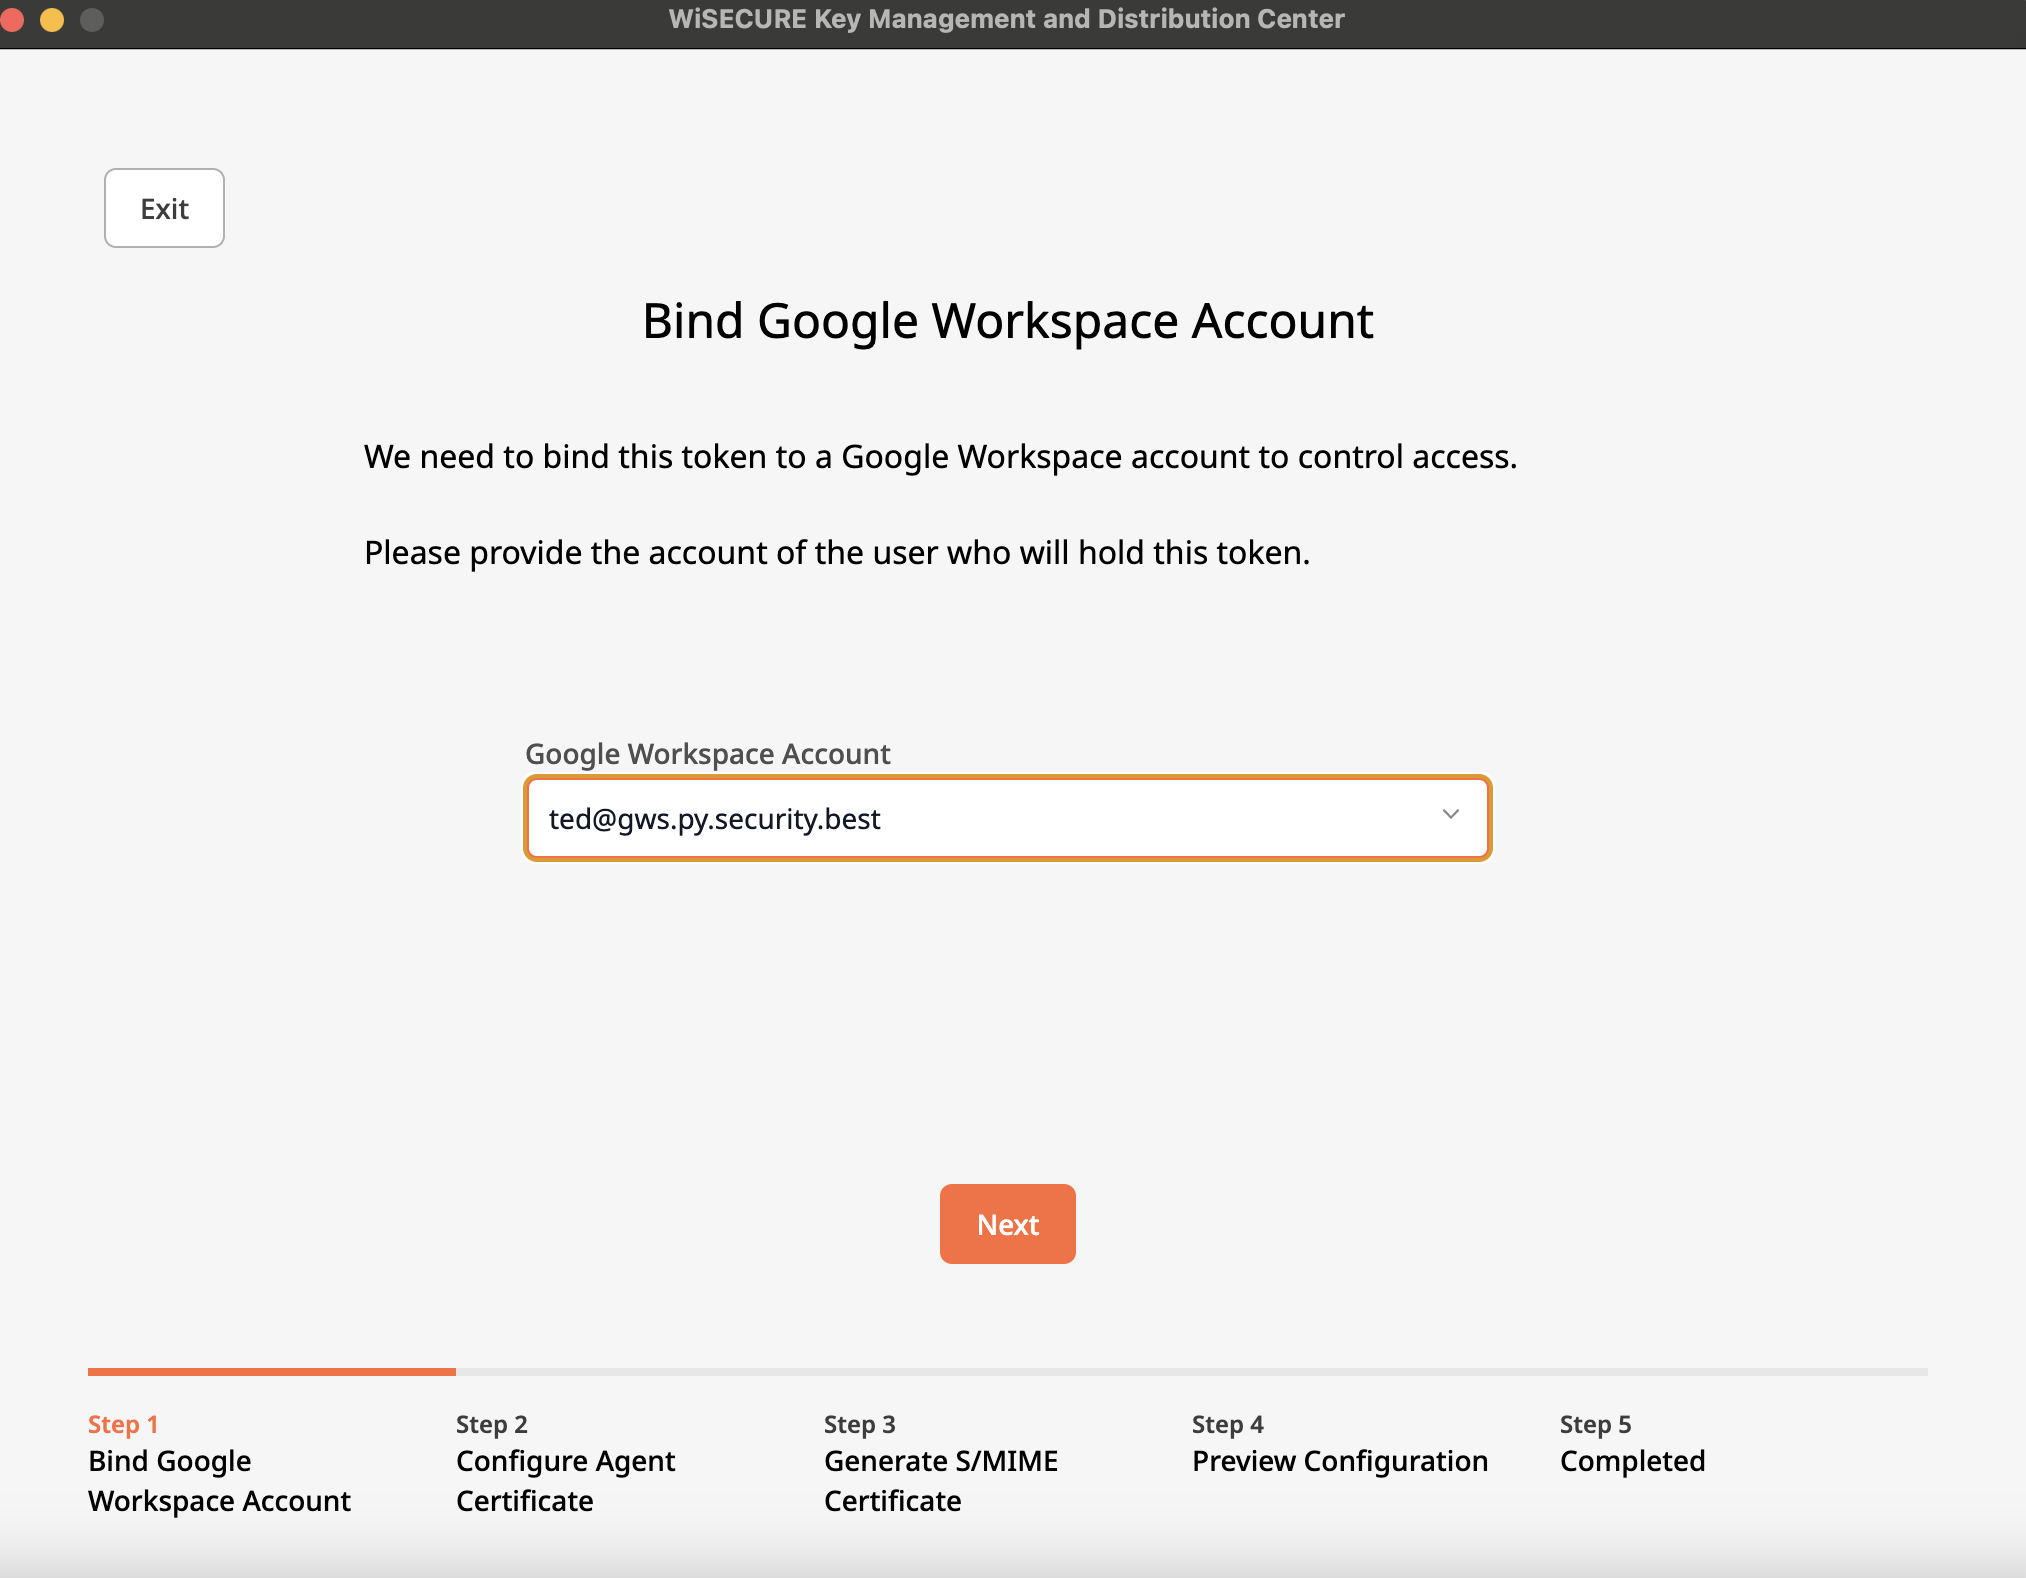 WiSECURE Key Management and Distribution Center
Exit
Bind Google Workspace Account
We need to bind this token to a Google Workspace account to control access.
Please provide the account of the user who will hold this token.
Google Workspace Account
ted@gws.py.security.best
Next
Step 1
Bind Google
Workspace Account
Step 2
Configure Agent
Certificate
Step 3
Generate S/MIME
Certificate
Step 4
Preview Configuration
Step 5
Completed